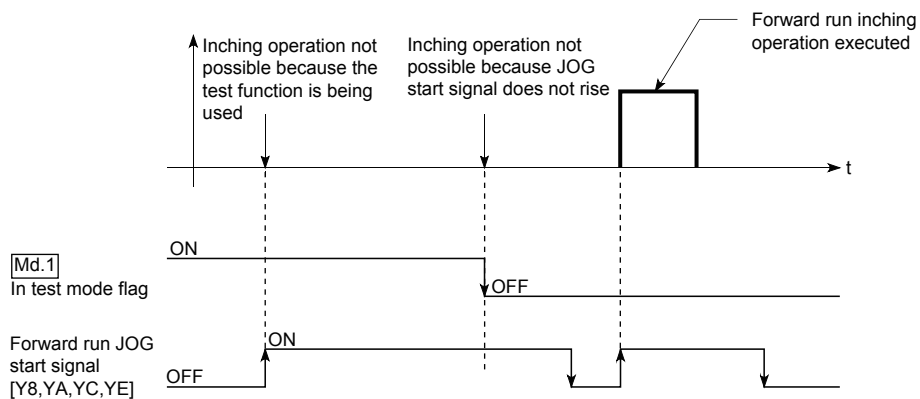 Forward run inching
operation executed
Inching operation not
possible because the
test function is being
used
Inching operation not
possible because JOG
start signal does not rise
t
ON
Md.1
In test mode flag
OFF
Forward run JOG
start signal
[Y8,YA,YC,YE]
ON
OFF